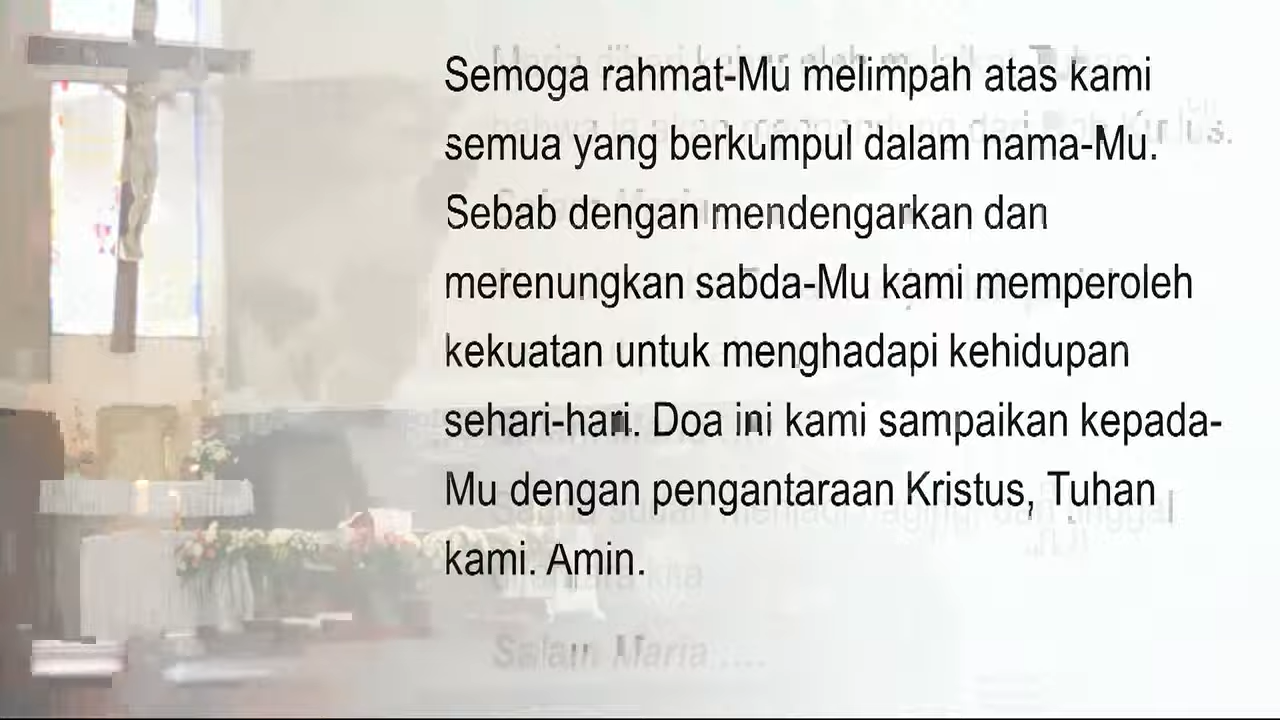 Semoga rahmat-Mu melimpah atas kami
semua yang berkumpul dalam nama-Mu.
Sebab dengan mendengarkan dan
merenungkan sabda-Mu kami memperoleh
kekuatan untuk menghadapi kehidupan
sehari-hari. Doa ini kami sampaikan kepada-
Mu dengan pengantaraan Kristus, Tuhan
kami. Amin.
Salam Maria ....